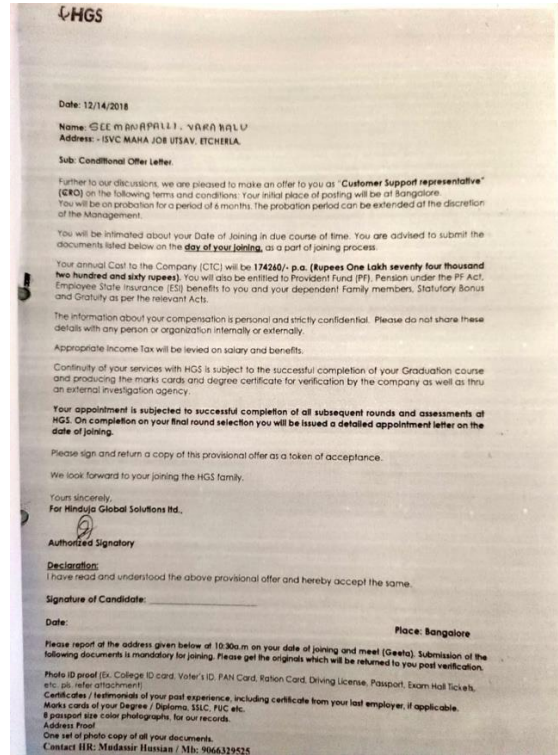 HGS
Date: 12/14/2018
Name: SEEMANAPALLI. VARAHALU
Address: - ISVC MAHA JOB UTSAV, ETCHERLA.
Sub: Conditional Offer Letter.
Further to our discussions, we are pleased to make an offer to you as "Customer Support representative"
(CRO) on the following terms and conditions: Your initial place of posting will be at Bangalore.
You will be on probation for a period of 6 months. The probation period can be extended at the discretion
of the Management.
You will be intimated about your Date of Joining in due course of time. You are advised to submit the
documents listed below on the day of your joining, as a part of joining process.
Your annual Cost to the Company (CTC) will be 174260/- p.a. (Rupees One Lakh seventy four thousand
two hundred and sixty rupees). You will also be entitled to Provident Fund (PF), Pension under the PF Act,
Employee State Insurance (ESI) benefits to you and your dependent Family members, Statutory Bonus
and Gratuity as per the relevant Acts.
The information about your compensation is personal and strictly confidential. Please do not share these
details with any person or organization internally or externally.
Appropriate Income Tax will be levied on salary and benefits.
Continuity of your services with HGS is subject to the successful completion of your Graduation course
and producing the marks cards and degree certificate for verification by the company as well as thru
an external investigation agency.
Your appointment is subjected to successful completion of all subsequent rounds and assessments at
HGS. On completion on your final round selection you will be issued a detailed appointment letter on the
date of joining.
Please sign and return a copy of this provisional offer as a token of acceptance.
We look forward to your joining the HGS family.
Yours sincerely,
For Hinduja Global Solutions ltd.,
Authorized Signatory
Declaration:
I have read and understood the above provisional offer and hereby accept the same.
Signature of Candidate:
Date:
Place: Bangalore
Please report at the address given below at 10:30a.m on your date of joining and meet (Geeta). Submission of the
following documents is mandatory for joining. Please get the originals which will be returned to you post verification.
Photo ID proof (Ex. College ID card, Voter's ID, PAN Card, Ration Card, Driving License, Passport, Exam Hall Tickets,
etc. pls refer attachment)
Certificates / testimonials of your past experience, including certificate from your last employer, if applicable.
Marks cards of your Degree / Diploma, SSLC, PUC etc.
8 passport size color photographs, for our records.
Address Proof
One set of photo copy of all your documents.
Contact HR: Mudassir Hussian / Mb: 9066329525